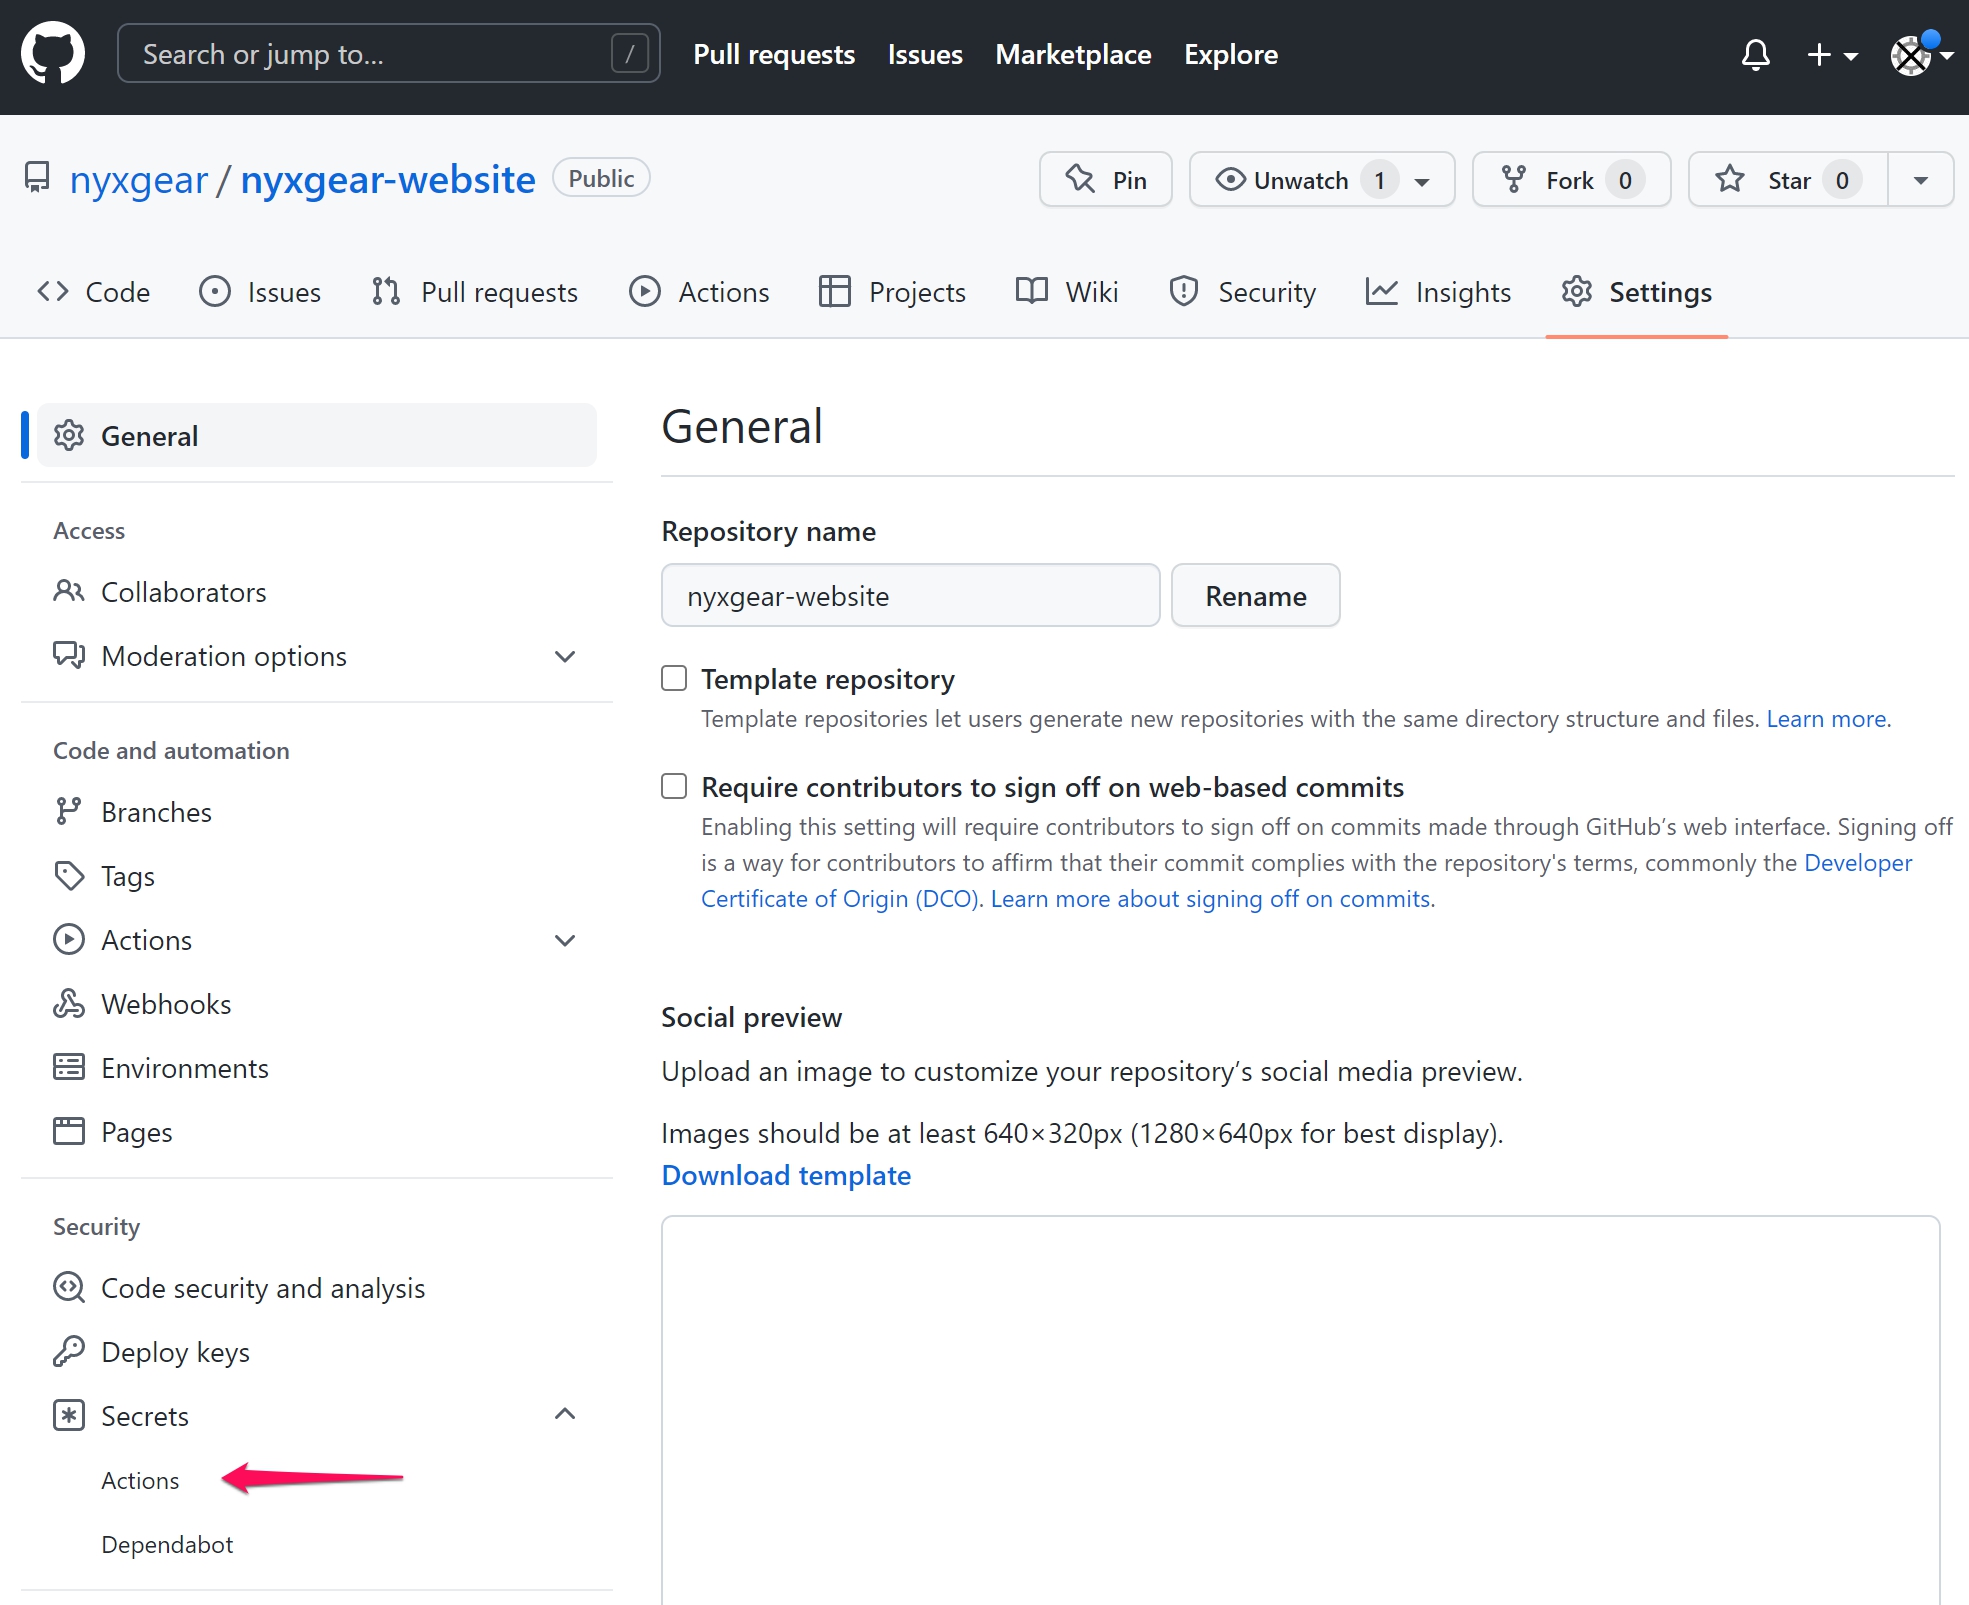 Search or jump to... /
Pull requests Issues Marketplace Explore
nyxgear / nyxgear-website Public
Pin Unwatch 1 Fork 0 Star 0
Code Issues Pull requests Actions Projects Wiki Security Insights Settings
General
Access
Collaborators
Moderation options
Code and automation
Branches
Tags
Actions
Webhooks
Environments
Pages
Security
Code security and analysis
Deploy keys
Secrets
Actions
Dependabot
General
Repository name
nyxgear-website Rename
Template repository
Template repositories let users generate new repositories with the same directory structure and files. Learn more.
Require contributors to sign off on web-based commits
Enabling this setting will require contributors to sign off on commits made through GitHub’s web interface. Signing off
is a way for contributors to affirm that their commit complies with the repository's terms, commonly the Developer
Certificate of Origin (DCO). Learn more about signing off on commits.
Social preview
Upload an image to customize your repository’s social media preview.
Images should be at least 640×320px (1280×640px for best display).
Download template